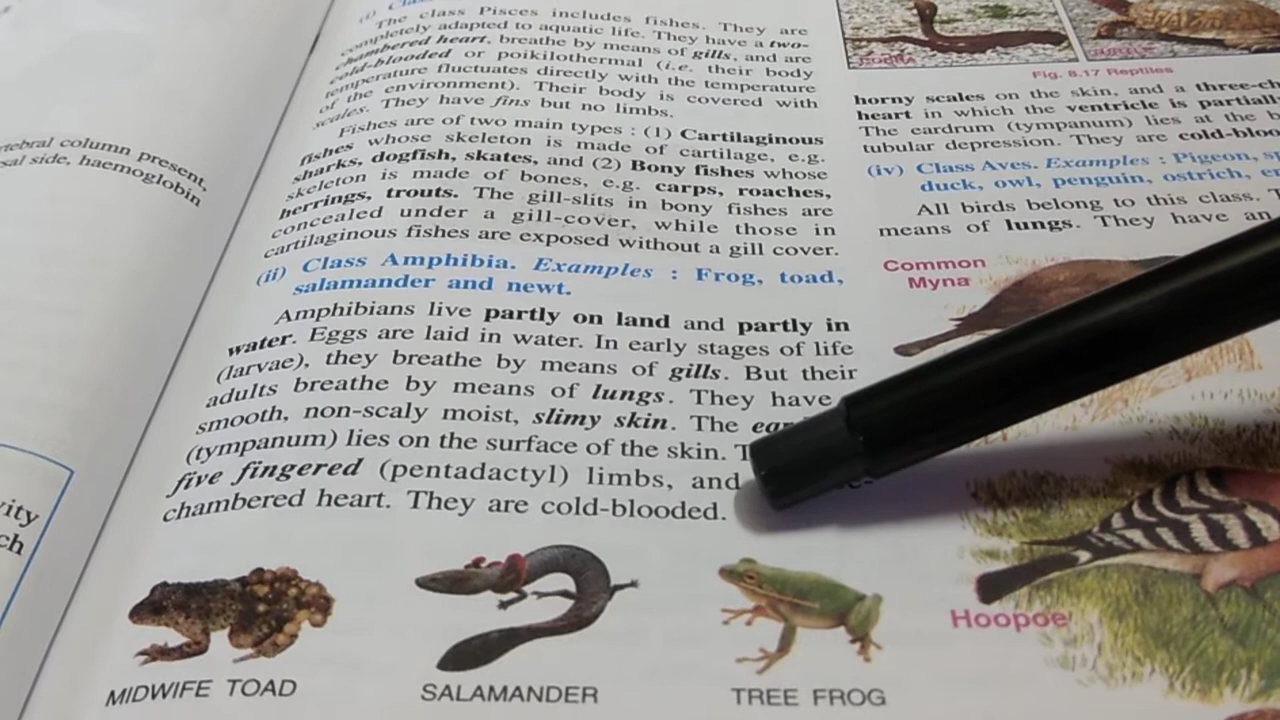 rtebral column present,
sal side, haemoglobin
vity
ch
The class Pisces includes fishes. They are
completely adapted to aquatic life. They have a two-
chambered heart, breathe by means of gills, and are
cold-blooded or poikilothermal (i.e. their body
temperature fluctuates directly with the temperature
of the environment). Their body is covered with
scales. They have fins but no limbs.
Fishes are of two main types : (1) Cartilaginous
fishes whose skeleton is made of cartilage, e.g.
sharks, dogfish, skates, and (2) Bony fishes whose
skeleton is made of bones, e.g. carps, roaches,
herrings, trouts. The gill-slits in bony fishes are
concealed under a gill-cover, while those in
cartilaginous fishes are exposed without a gill cover.
(ii) Class Amphibia. Examples : Frog, toad,
salamander and newt.
Amphibians live partly on land and partly in
water. Eggs are laid in water. In early stages of life
(larvae), they breathe by means of gills. But their
adults breathe by means of lungs. They have
smooth, non-scaly moist, slimy skin. The
(tympanum) lies on the surface of the skin.
five fingered (pentadactyl) limbs, and
chambered heart. They are cold-blooded.
MIDWIFE TOAD
SALAMANDER
TREE FROG
COBRA
TURTLE
Fig. 8.17 Reptiles
horny scales on the skin, and a three-ch
heart in which the ventricle is partiall
The eardrum (tympanum) lies at the b
tubular depression. They are cold-bloo
(iv) Class Aves. Examples : Pigeon, sp
duck, owl, penguin, ostrich, e
All birds belong to this class. T
means of lungs. They have an
Common
Myna
Hoopoe